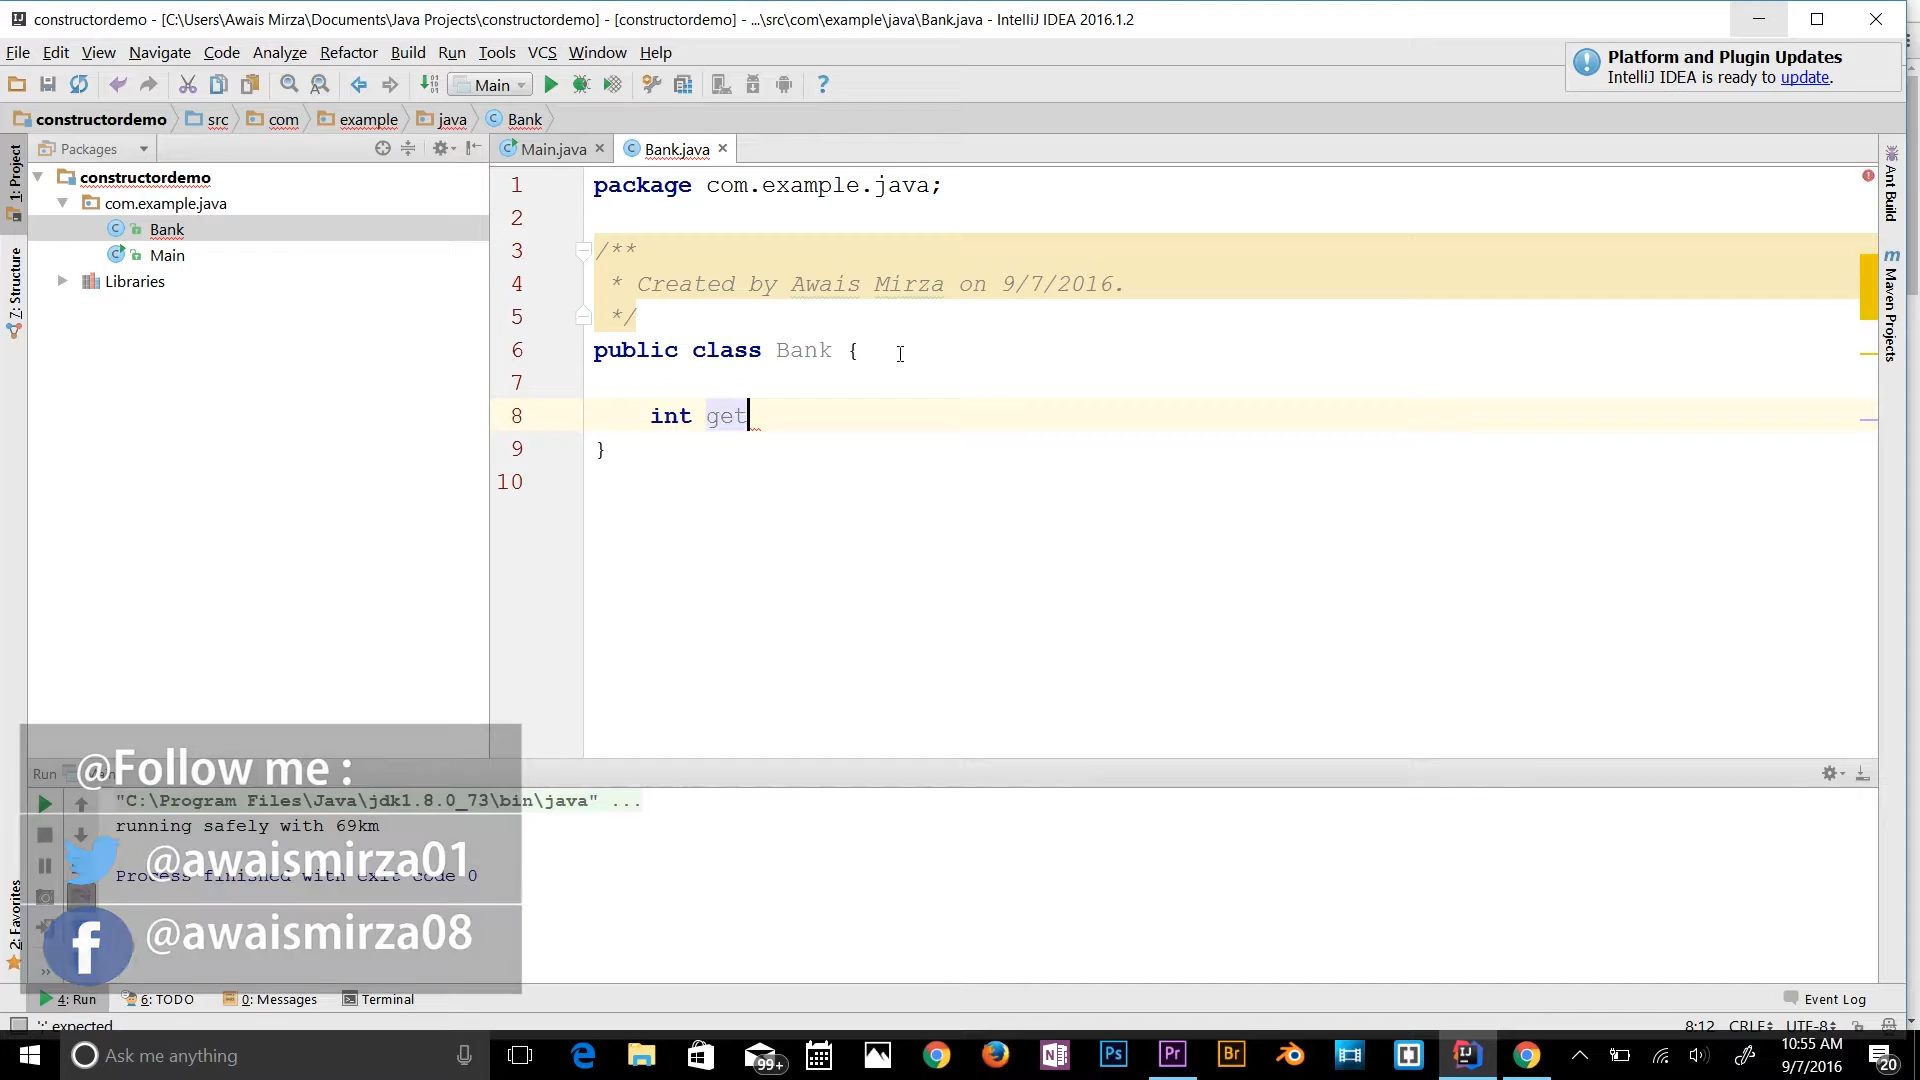 constructordemo - [C:\Users\Awais Mirza\Documents\Java Projects\constructordemo] - [constructordemo] - ...\src\com\example\java\Bank.java - IntelliJ IDEA 2016.1.2
File Edit View Navigate Code Analyze Refactor Build Run Tools VCS Window Help
Platform and Plugin Updates
IntelliJ IDEA is ready to update.
Main
constructordemo src com example java Bank
Packages
Main.java Bank.java
1: Project
7: Structure
2: Favorites
constructordemo
com.example.java
Bank
Main
Libraries
1 package com.example.java;
2
3 /**
4 * Created by Awais Mirza on 9/7/2016.
5 */
6 public class Bank {
7
8 int get
9 }
10
Ant Build
Maven Projects
Run
@Follow me :
"C:\Program Files\Java\jdk1.8.0_73\bin\java" ...
running safely with 69km
@awaismirza01
Process finished with exit code 0
@awaismirza08
4: Run 6: TODO 0: Messages Terminal Event Log
';' expected 8:12 CRLF UTF-8
Ask me anything
99+
Ps
Pr
Br
10:55 AM
9/7/2016
20